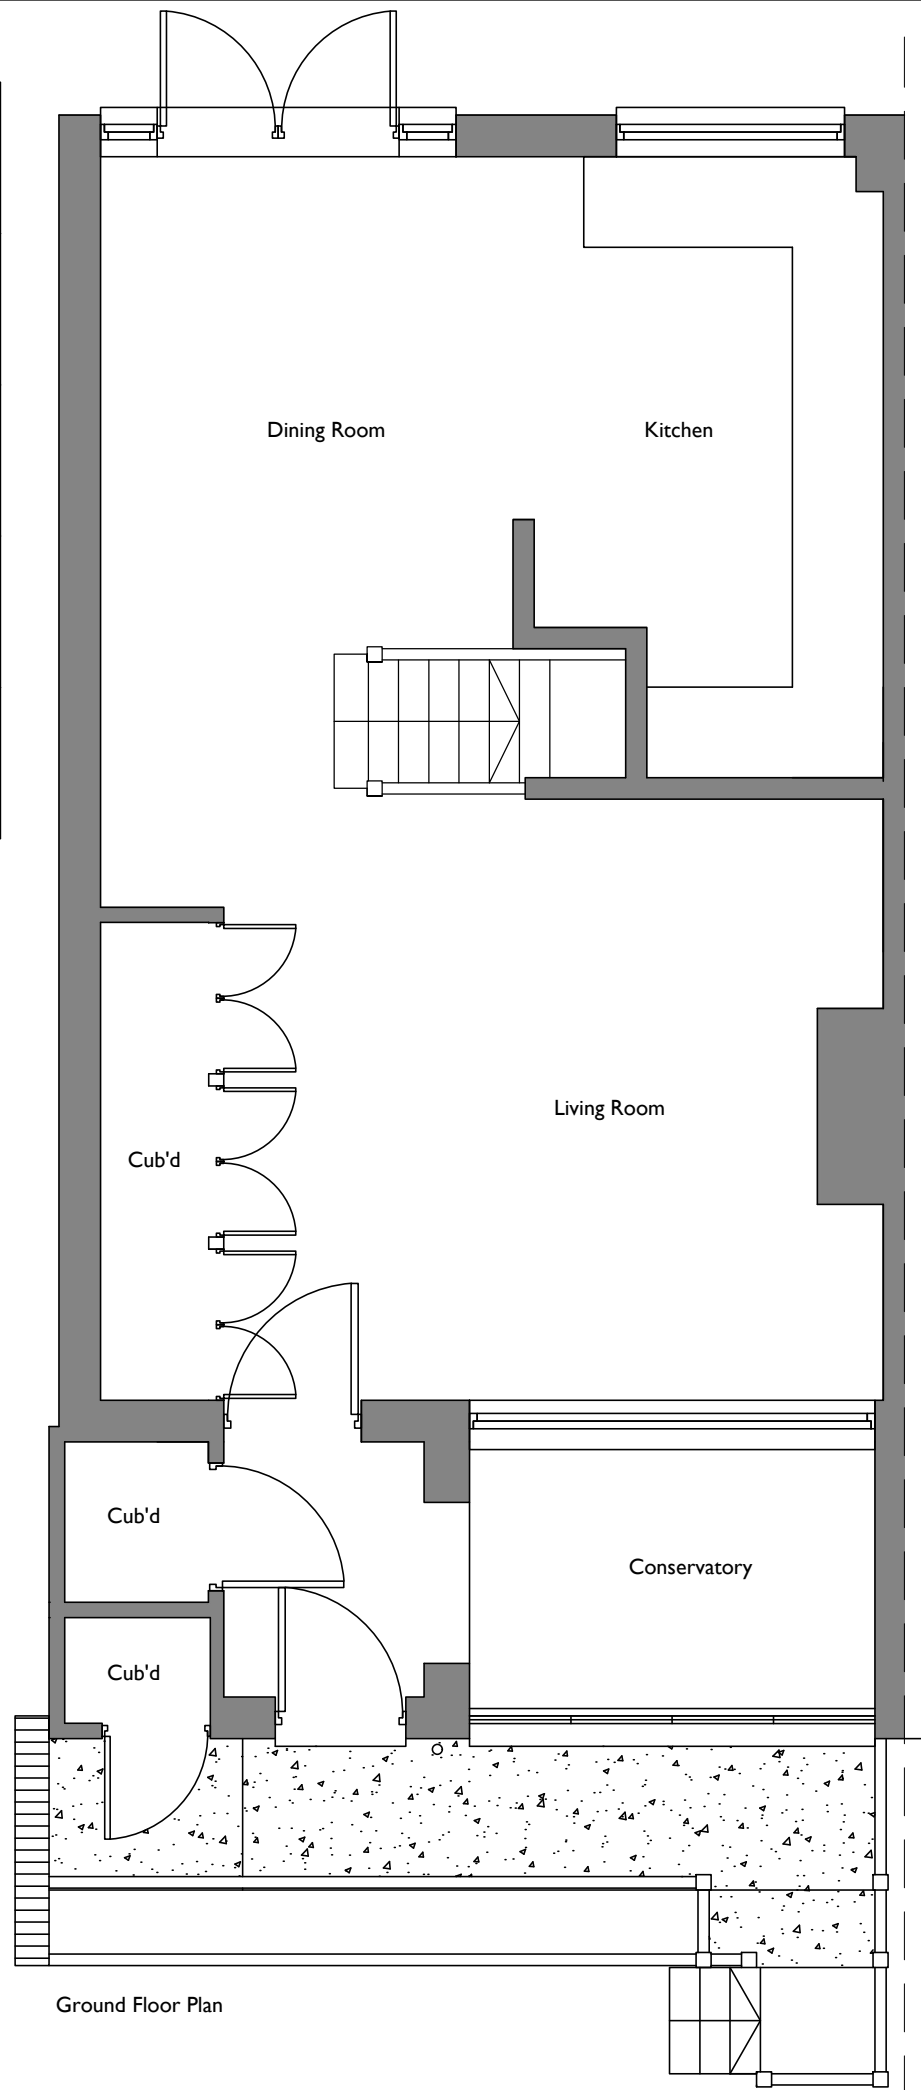 Dining Room
Kitchen
Living Room
Cub'd
Cub'd
Conservatory
Cub'd
Ground Floor Plan